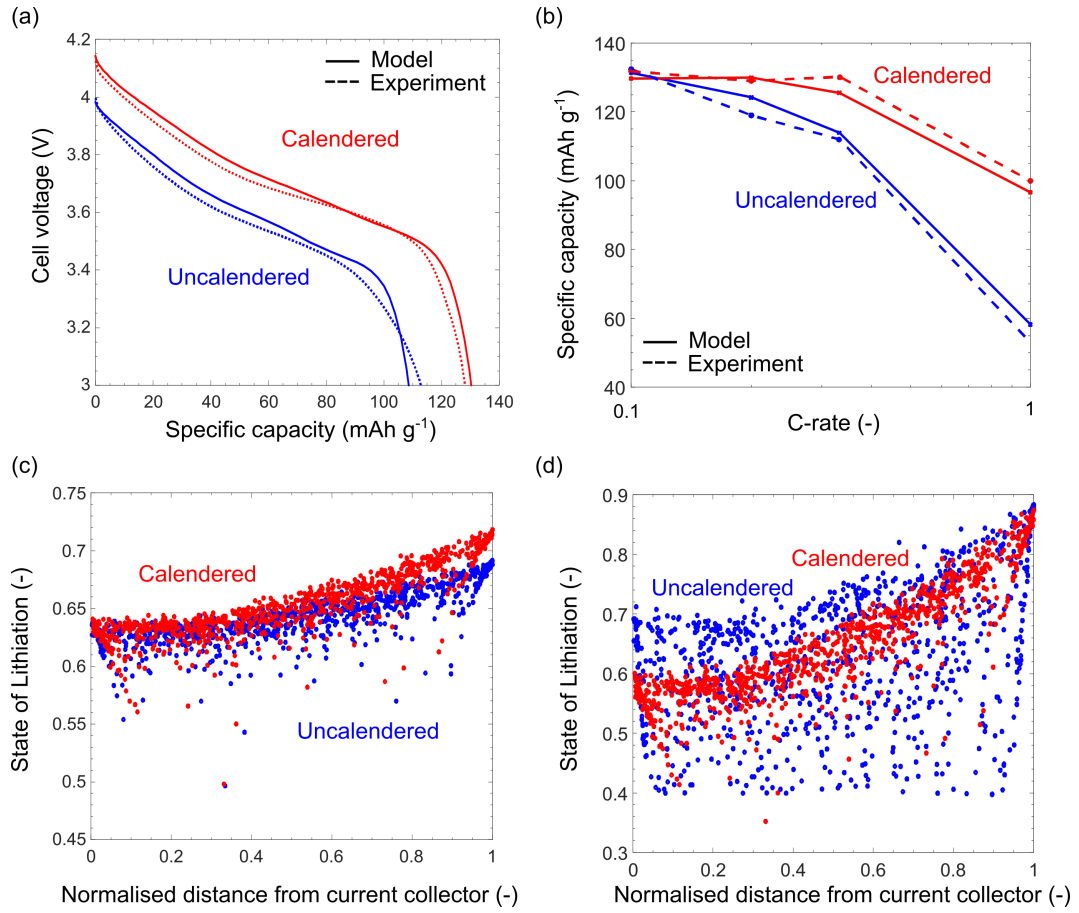 (a)
4.2
4
3.8
3.6
3.4
3.2
3
Cell voltage (V)
Model
Experiment
Calendered
Uncalendered
0 20 40 60 80 100 120 140
Specific capacity (mAh g⁻¹)
(b)
140
120
100
80
60
40
Specific capacity (mAh g⁻¹)
Calendered
Uncalendered
Model
Experiment
0.1 1
C-rate (-)
(c)
0.75
0.7
0.65
0.6
0.55
0.5
0.45
State of Lithiation (-)
Calendered
Uncalendered
0 0.2 0.4 0.6 0.8 1
Normalised distance from current collector (-)
(d)
0.9
0.8
0.7
0.6
0.5
0.4
0.3
State of Lithiation (-)
Calendered
Uncalendered
0 0.2 0.4 0.6 0.8 1
Normalised distance from current collector (-)